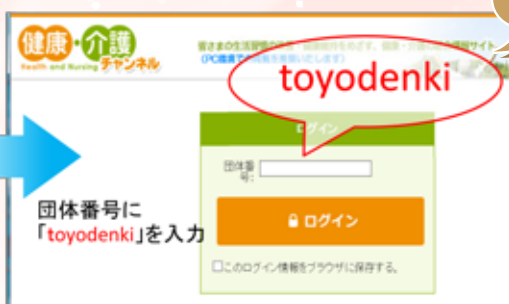 健康・介護
Health and Nursing チャンネル
toyodenki
ログイン
団体番
号:
団体番号に
「toyodenki」を入力
ログイン
このログイン情報をブラウザに保存する。